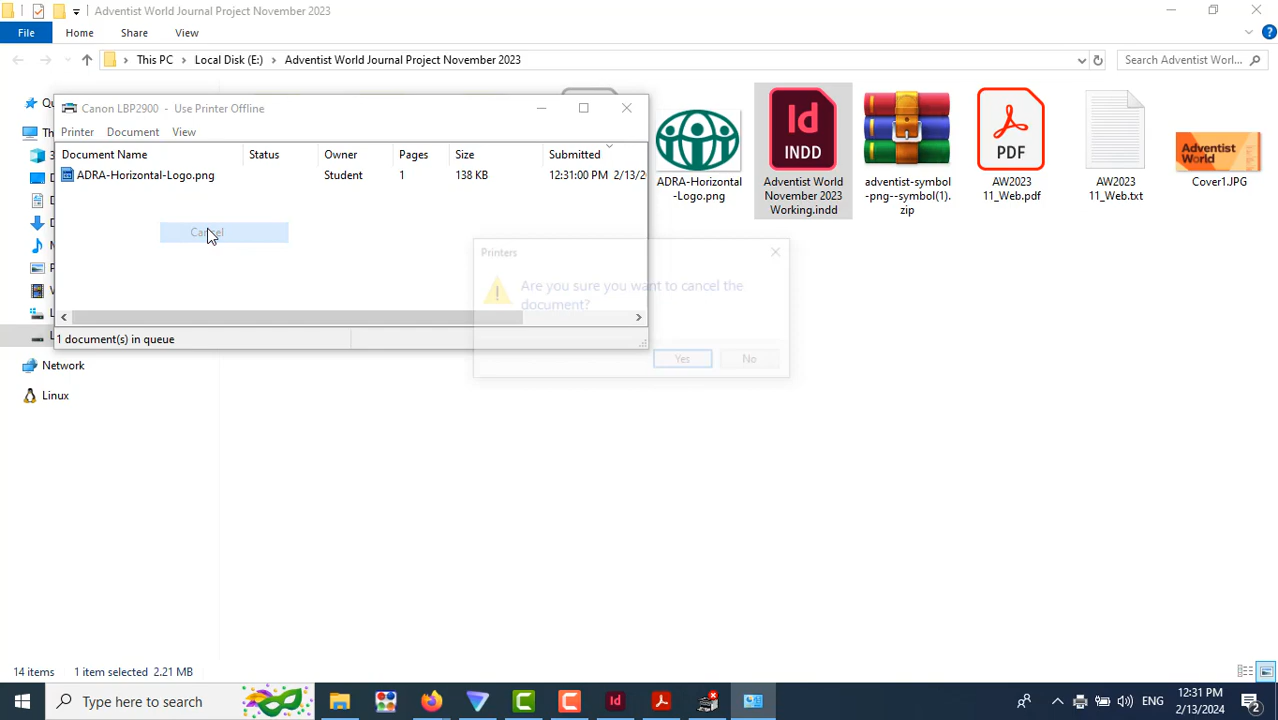 Adventist World Journal Project November 2023
File Home Share View
This PC Local Disk (E:) Adventist World Journal Project November 2023
Search Adventist Worl...
Canon LBP2900 - Use Printer Offline
Printer Document View
Document Name Status Owner Pages Size Submitted
ADRA-Horizontal-Logo.png Student 1 138 KB 12:31:00 PM 2/13/2
Cancel
Printers
Are you sure you want to cancel the
document?
Yes No
1 document(s) in queue
Network
Linux
ADRA-Horizontal
-Logo.png
Id
INDD
Adventist World
November 2023
Working.indd
adventist-symbol
-png--symbol(1).
zip
PDF
AW2023
11_Web.pdf
AW2023
11_Web.txt
Adventist
World
Cover1.JPG
14 items 1 item selected 2.21 MB
Type here to search
Id
ENG
12:31 PM
2/13/2024
2